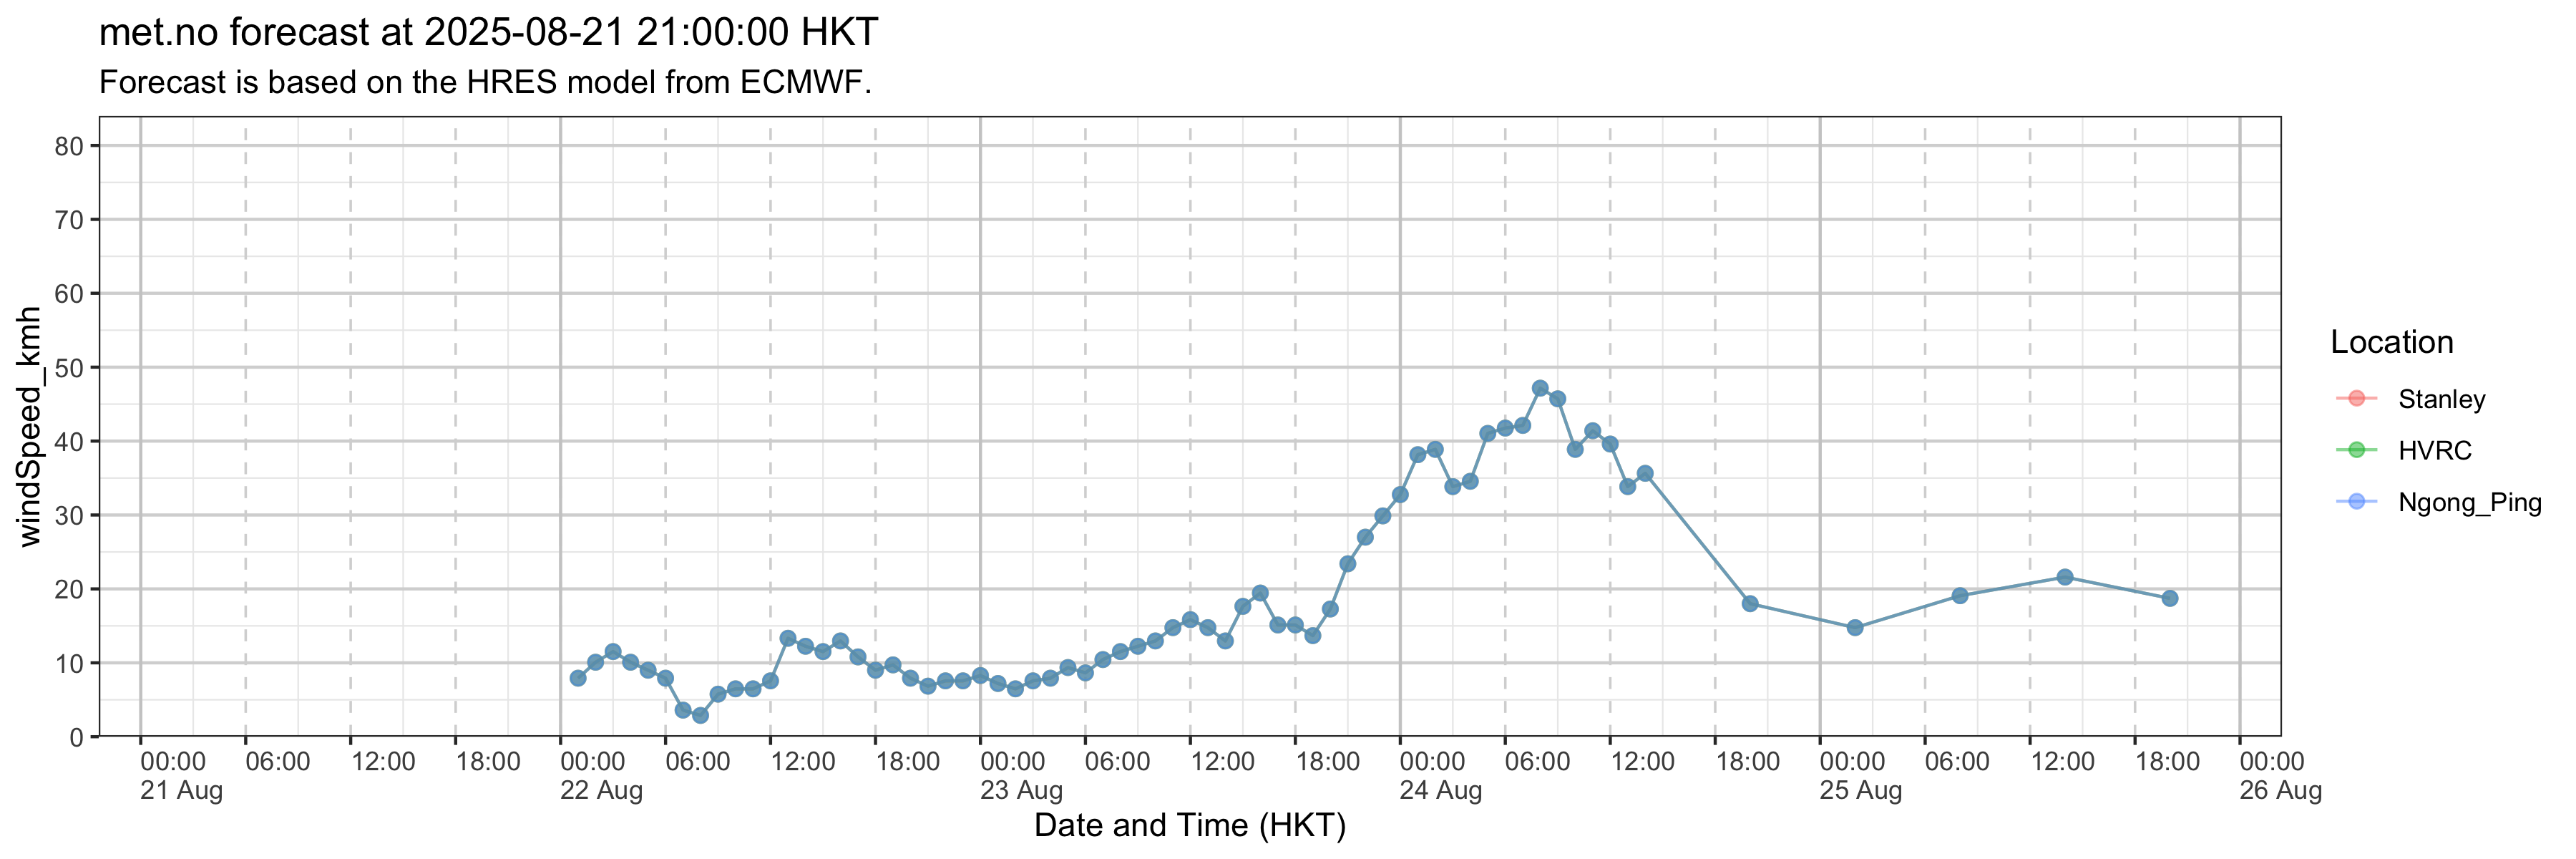 met.no forecast at 2025-08-21 21:00:00 HKT
Forecast is based on the HRES model from ECMWF.
windSpeed_kmh
80
70
60
50
40
30
20
10
0
00:00 06:00 12:00 18:00 00:00 06:00 12:00 18:00 00:00 06:00 12:00 18:00 00:00 06:00 12:00 18:00 00:00 06:00 12:00 18:00 00:00
21 Aug 22 Aug 23 Aug 24 Aug 25 Aug 26 Aug
Date and Time (HKT)
Location
Stanley
HVRC
Ngong_Ping